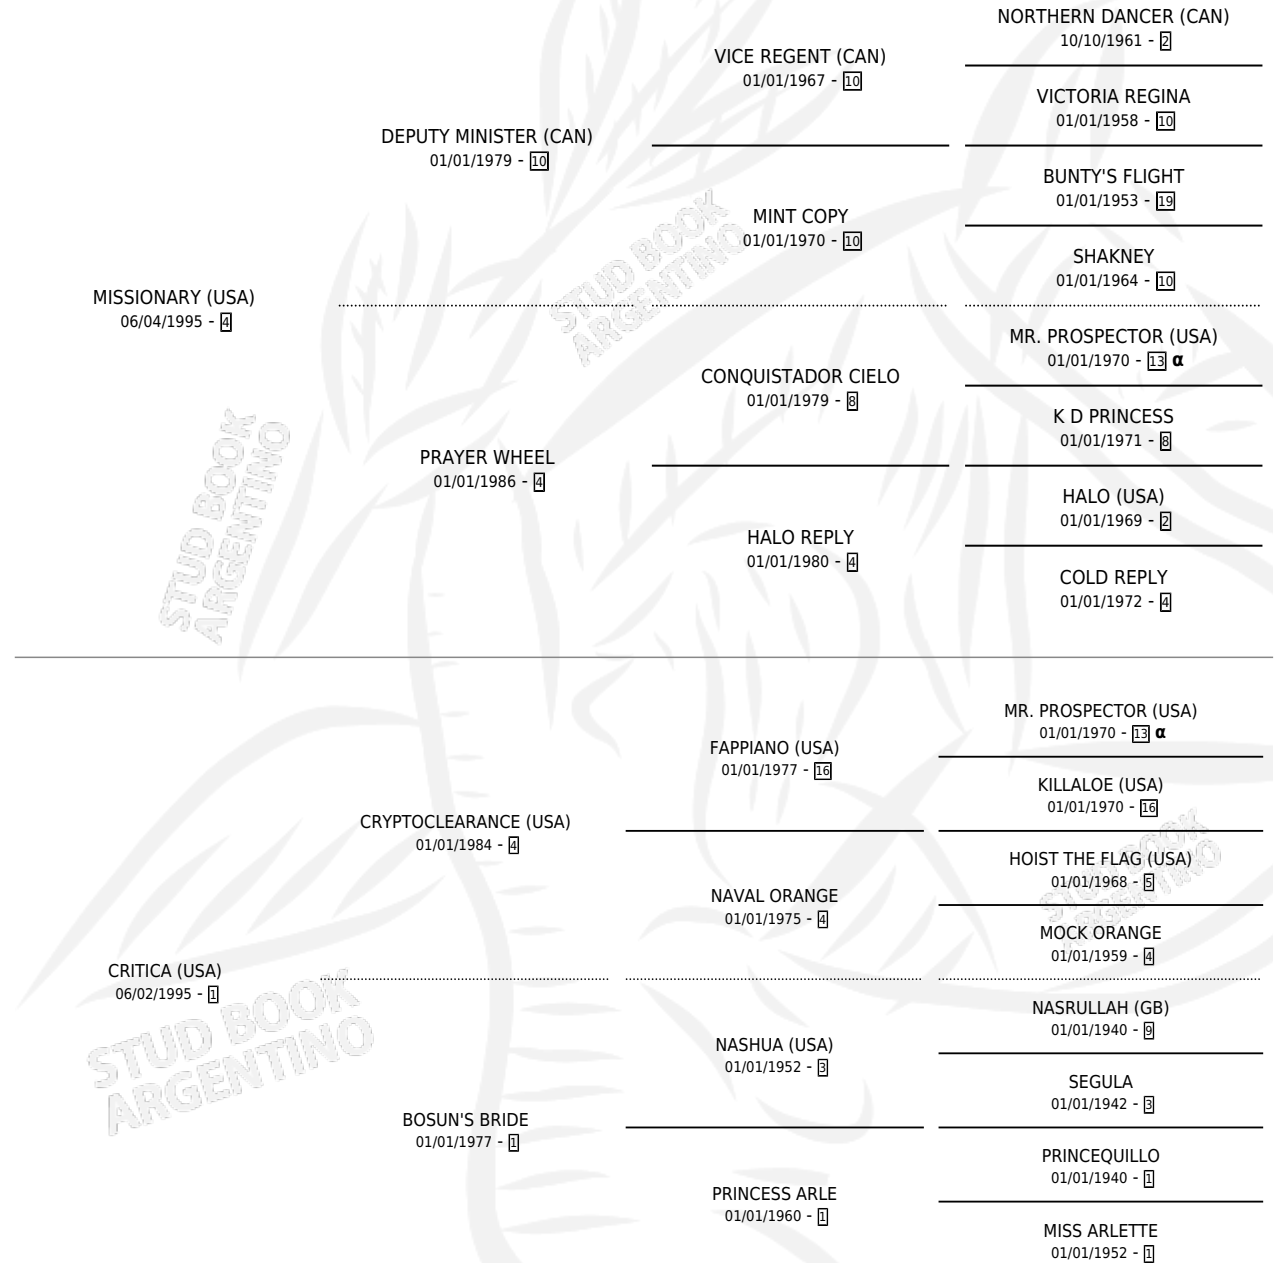 NORTHERN DANCER (CAN)
10/10/1961 - 2
VICE REGENT (CAN)
01/01/1967 - 10
VICTORIA REGINA
01/01/1958 - 10
DEPUTY MINISTER (CAN)
01/01/1979 - 10
BUNTY'S FLIGHT
01/01/1953 - 19
MINT COPY
01/01/1970 - 10
SHAKNEY
01/01/1964 - 10
MISSIONARY (USA)
06/04/1995 - 4
MR. PROSPECTOR (USA)
01/01/1970 - 13 α
CONQUISTADOR CIELO
01/01/1979 - 8
K D PRINCESS
01/01/1971 - 8
PRAYER WHEEL
01/01/1986 - 4
HALO (USA)
01/01/1969 - 2
HALO REPLY
01/01/1980 - 4
COLD REPLY
01/01/1972 - 4
MR. PROSPECTOR (USA)
01/01/1970 - 13 α
FAPPIANO (USA)
01/01/1977 - 16
KILLALOE (USA)
01/01/1970 - 16
CRYPTOCLEARANCE (USA)
01/01/1984 - 4
HOIST THE FLAG (USA)
01/01/1968 - 5
NAVAL ORANGE
01/01/1975 - 4
MOCK ORANGE
01/01/1959 - 4
CRITICA (USA)
06/02/1995 - 1
NASRULLAH (GB)
01/01/1940 - 9
NASHUA (USA)
01/01/1952 - 3
SEGULA
01/01/1942 - 3
BOSUN'S BRIDE
01/01/1977 - 1
PRINCEQUILLO
01/01/1940 - 1
PRINCESS ARLE
01/01/1960 - 1
MISS ARLETTE
01/01/1952 - 1
STUD BOOK
ARGENTINO
STUD BOOK
ARGENTINO
STUD BOOK
ARGENTINO
STUD BOOK
ARGENTINO